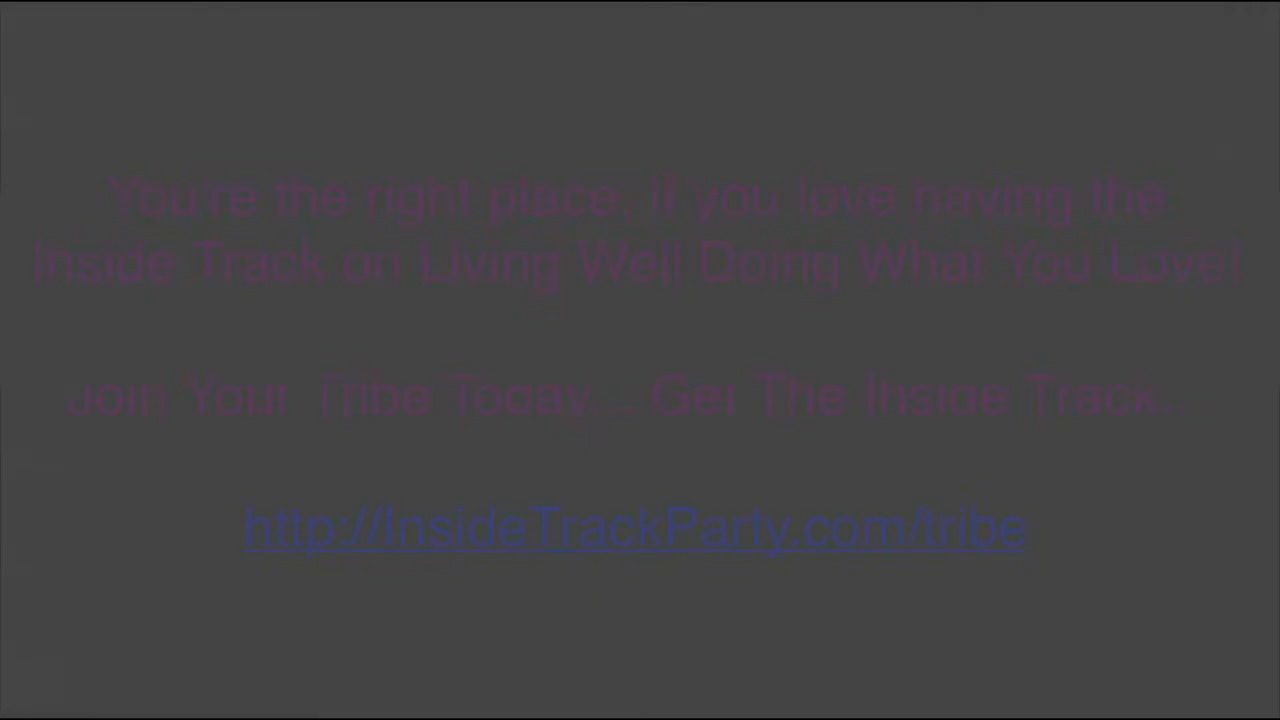 You're the right place, if you love having the
Inside Track on Living Well Doing What You Love!
Join Your Tribe Today. . Get The Inside Track.
http://InsideTrackParty.com/tribe